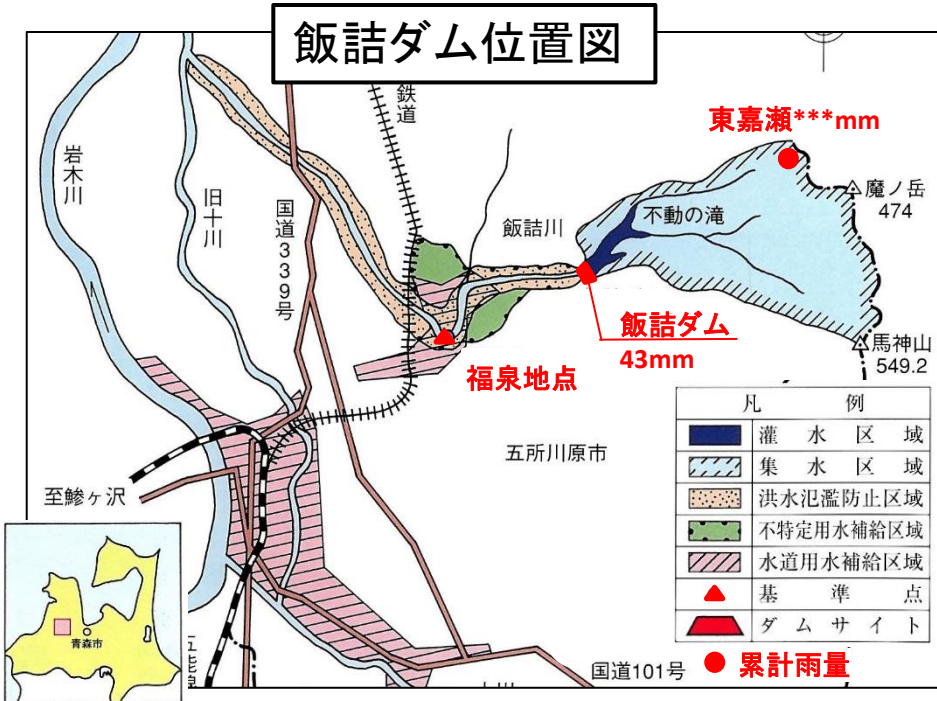 飯詰ダム位置図
鉄道
東嘉瀬***mm
岩木川
旧十川
国道339号
飯詰川
不動の滝
魔ノ岳
474
飯詰ダム
43mm
馬神山
549.2
福泉地点
五所川原市
至鰺ヶ沢
凡例
灌水区域
集水区域
洪水氾濫防止区域
不特定用水補給区域
水道用水補給区域
基準点
ダムサイト
累計雨量
青森市
五能線
国道101号